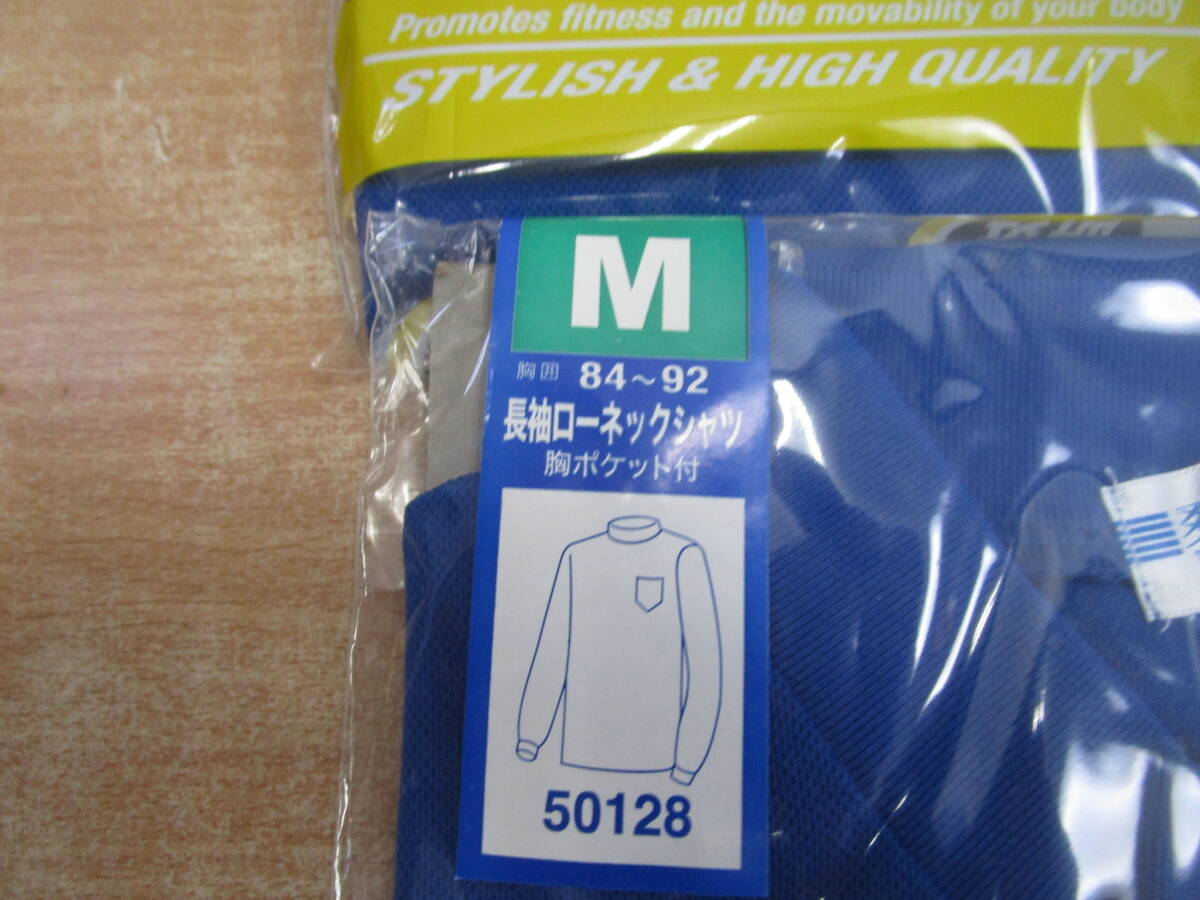 Promotes fitness and the movability of your body
STYLISH & HIGH QUALITY
M
胸囲 84～92
長袖ローネックシャツ
胸ポケット付
50128